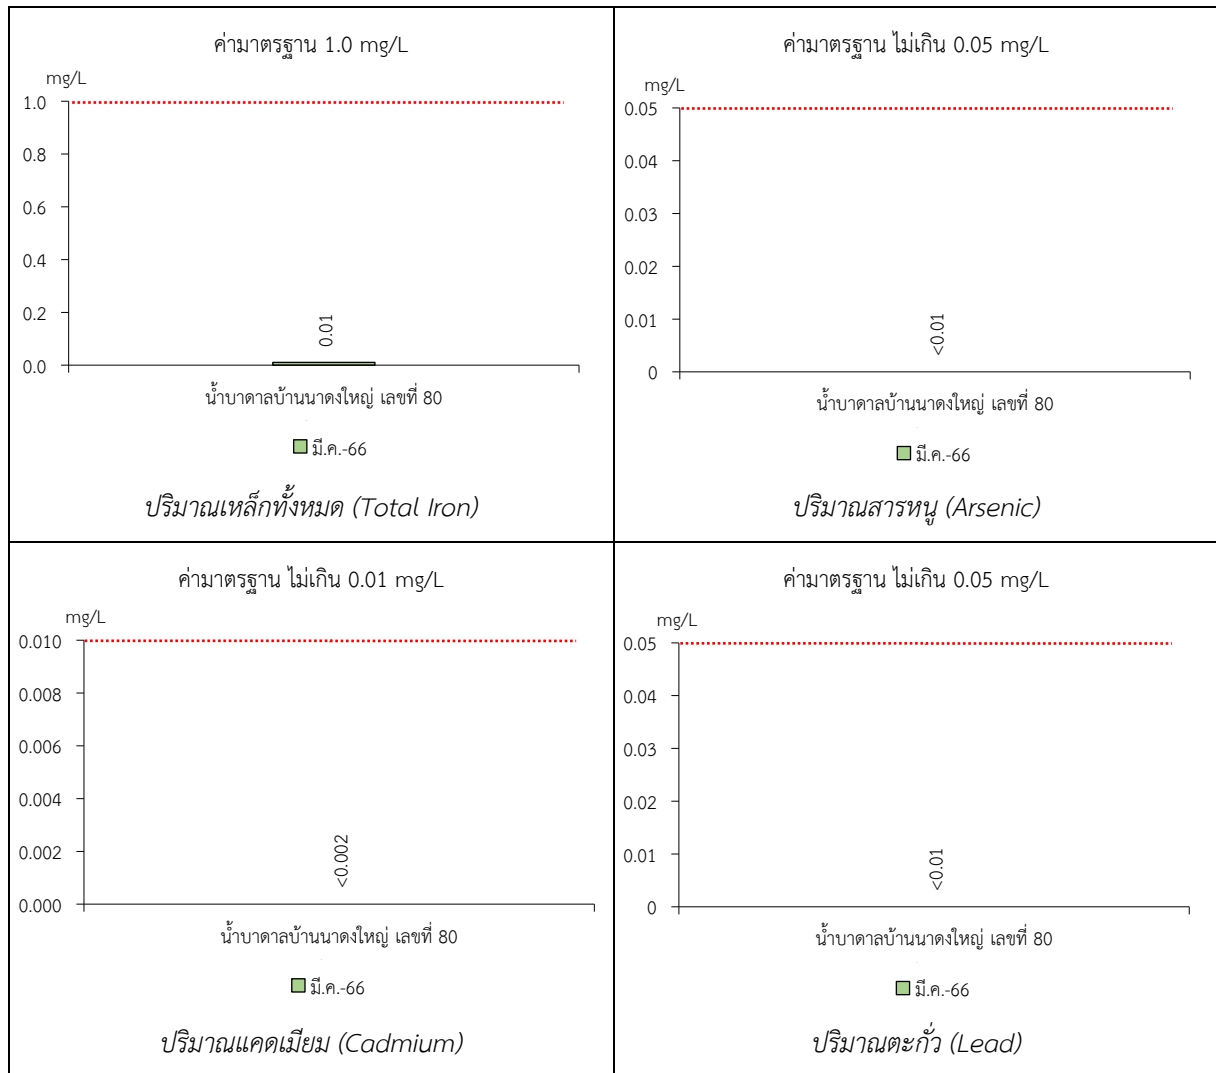 ค่ามาตรฐาน 1.0 mg/L
mg/L
1.0
0.8
0.6
0.4
0.2
0.0
0.01
น้ำบาดาลบ้านนาดงใหญ่ เลขที่ 80
มี.ค.-66
ปริมาณเหล็กทั้งหมด (Total Iron)
ค่ามาตรฐาน ไม่เกิน 0.05 mg/L
mg/L
0.05
0.04
0.03
0.02
0.01
0
<0.01
น้ำบาดาลบ้านนาดงใหญ่ เลขที่ 80
มี.ค.-66
ปริมาณสารหนู (Arsenic)
ค่ามาตรฐาน ไม่เกิน 0.01 mg/L
mg/L
0.010
0.008
0.006
0.004
0.002
0.000
<0.002
น้ำบาดาลบ้านนาดงใหญ่ เลขที่ 80
มี.ค.-66
ปริมาณแคดเมียม (Cadmium)
ค่ามาตรฐาน ไม่เกิน 0.05 mg/L
mg/L
0.05
0.04
0.03
0.02
0.01
0
<0.01
น้ำบาดาลบ้านนาดงใหญ่ เลขที่ 80
มี.ค.-66
ปริมาณตะกั่ว (Lead)